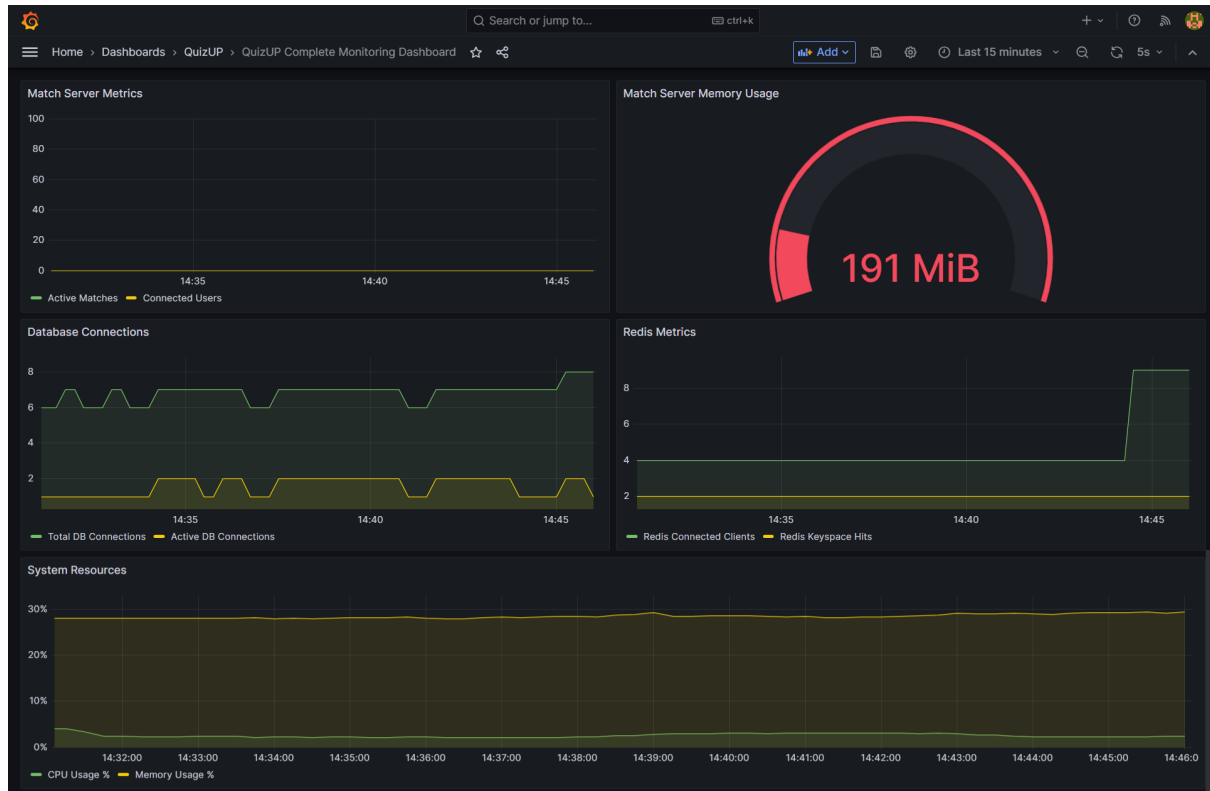 Search or jump to... ctrl+k
Home › Dashboards › QuizUP › QuizUP Complete Monitoring Dashboard Add Last 15 minutes 5s
Match Server Metrics
100
80
60
40
20
0
14:35 14:40 14:45
Active Matches Connected Users
Match Server Memory Usage
191 MiB
Database Connections
8
6
4
2
14:35 14:40 14:45
Total DB Connections Active DB Connections
Redis Metrics
8
6
4
2
14:35 14:40 14:45
Redis Connected Clients Redis Keyspace Hits
System Resources
30%
20%
10%
0%
14:32:00 14:33:00 14:34:00 14:35:00 14:36:00 14:37:00 14:38:00 14:39:00 14:40:00 14:41:00 14:42:00 14:43:00 14:44:00 14:45:00 14:46:0
CPU Usage % Memory Usage %